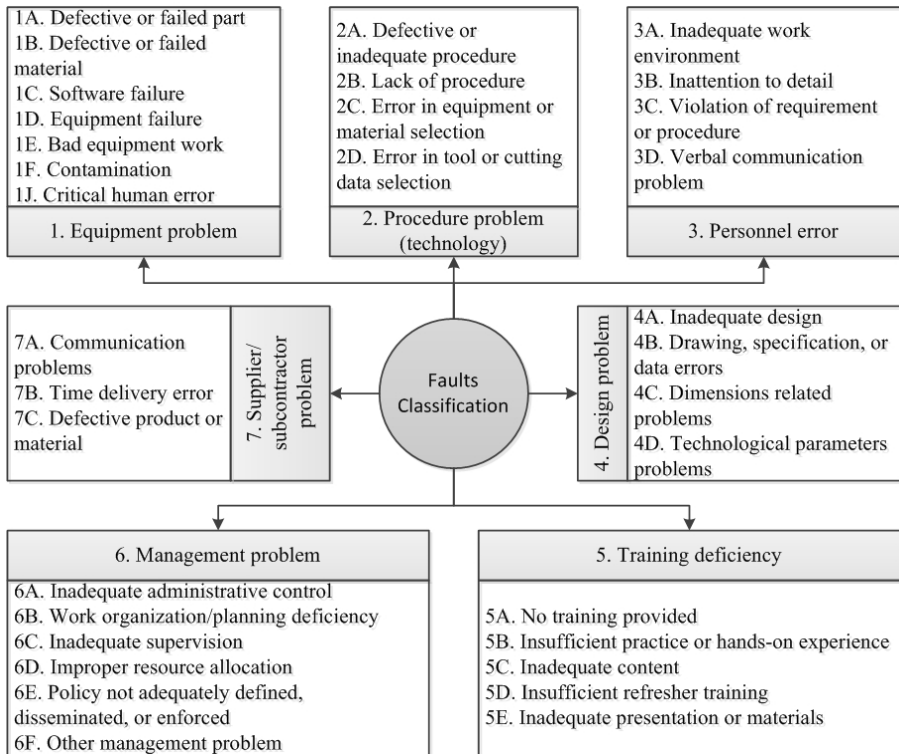 1A. Defective or failed part
1B. Defective or failed
material
1C. Software failure
1D. Equipment failure
1E. Bad equipment work
1F. Contamination
1J. Critical human error
1. Equipment problem
2A. Defective or
inadequate procedure
2B. Lack of procedure
2C. Error in equipment or
material selection
2D. Error in tool or cutting
data selection
2. Procedure problem
(technology)
3A. Inadequate work
environment
3B. Inattention to detail
3C. Violation of requirement
or procedure
3D. Verbal communication
problem
3. Personnel error
7A. Communication
problems
7B. Time delivery error
7C. Defective product or
material
7. Supplier/
subcontractor
problem
Faults
Classification
4. Design problem
4A. Inadequate design
4B. Drawing, specification, or
data errors
4C. Dimensions related
problems
4D. Technological parameters
problems
6. Management problem
6A. Inadequate administrative control
6B. Work organization/planning deficiency
6C. Inadequate supervision
6D. Improper resource allocation
6E. Policy not adequately defined,
disseminated, or enforced
6F. Other management problem
5. Training deficiency
5A. No training provided
5B. Insufficient practice or hands-on experience
5C. Inadequate content
5D. Insufficient refresher training
5E. Inadequate presentation or materials